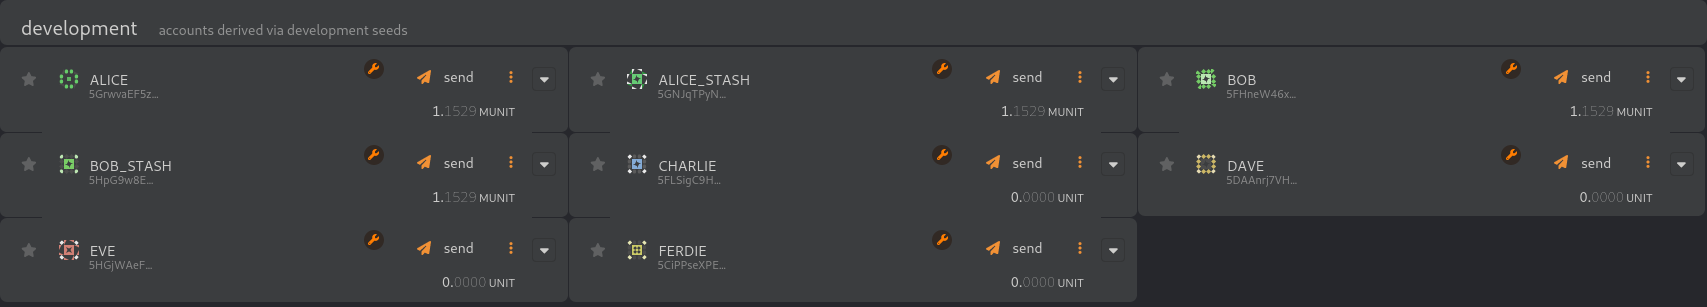 development accounts derived via development seeds
ALICE send
5GrwvaEF5z...
1.1529 MUNIT
ALICE_STASH send
5GNJqTPyN...
1.1529 MUNIT
BOB send
5FHneW46x...
1.1529 MUNIT
BOB_STASH send
5HpG9w8E...
1.1529 MUNIT
CHARLIE send
5FLSigC9H...
0.0000 UNIT
DAVE send
5DAAnrj7VH...
0.0000 UNIT
EVE send
5HGjWAeF...
0.0000 UNIT
FERDIE send
5CiPPseXPE...
0.0000 UNIT